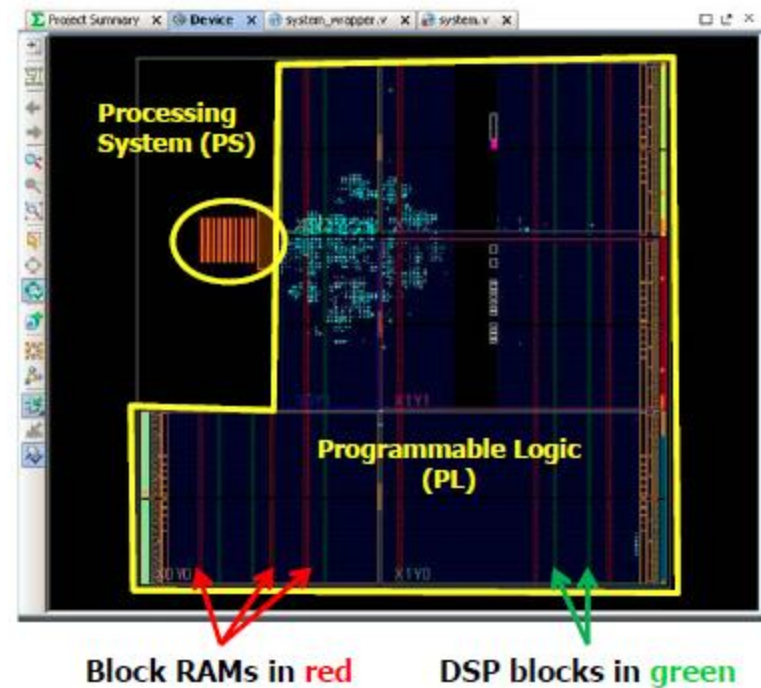 Project Summary
Device
system_wrapper.v
system.v
Processing
System (PS)
Programmable Logic
(PL)
X1Y1
X0Y0
X1Y0
Block RAMs in red
DSP blocks in green